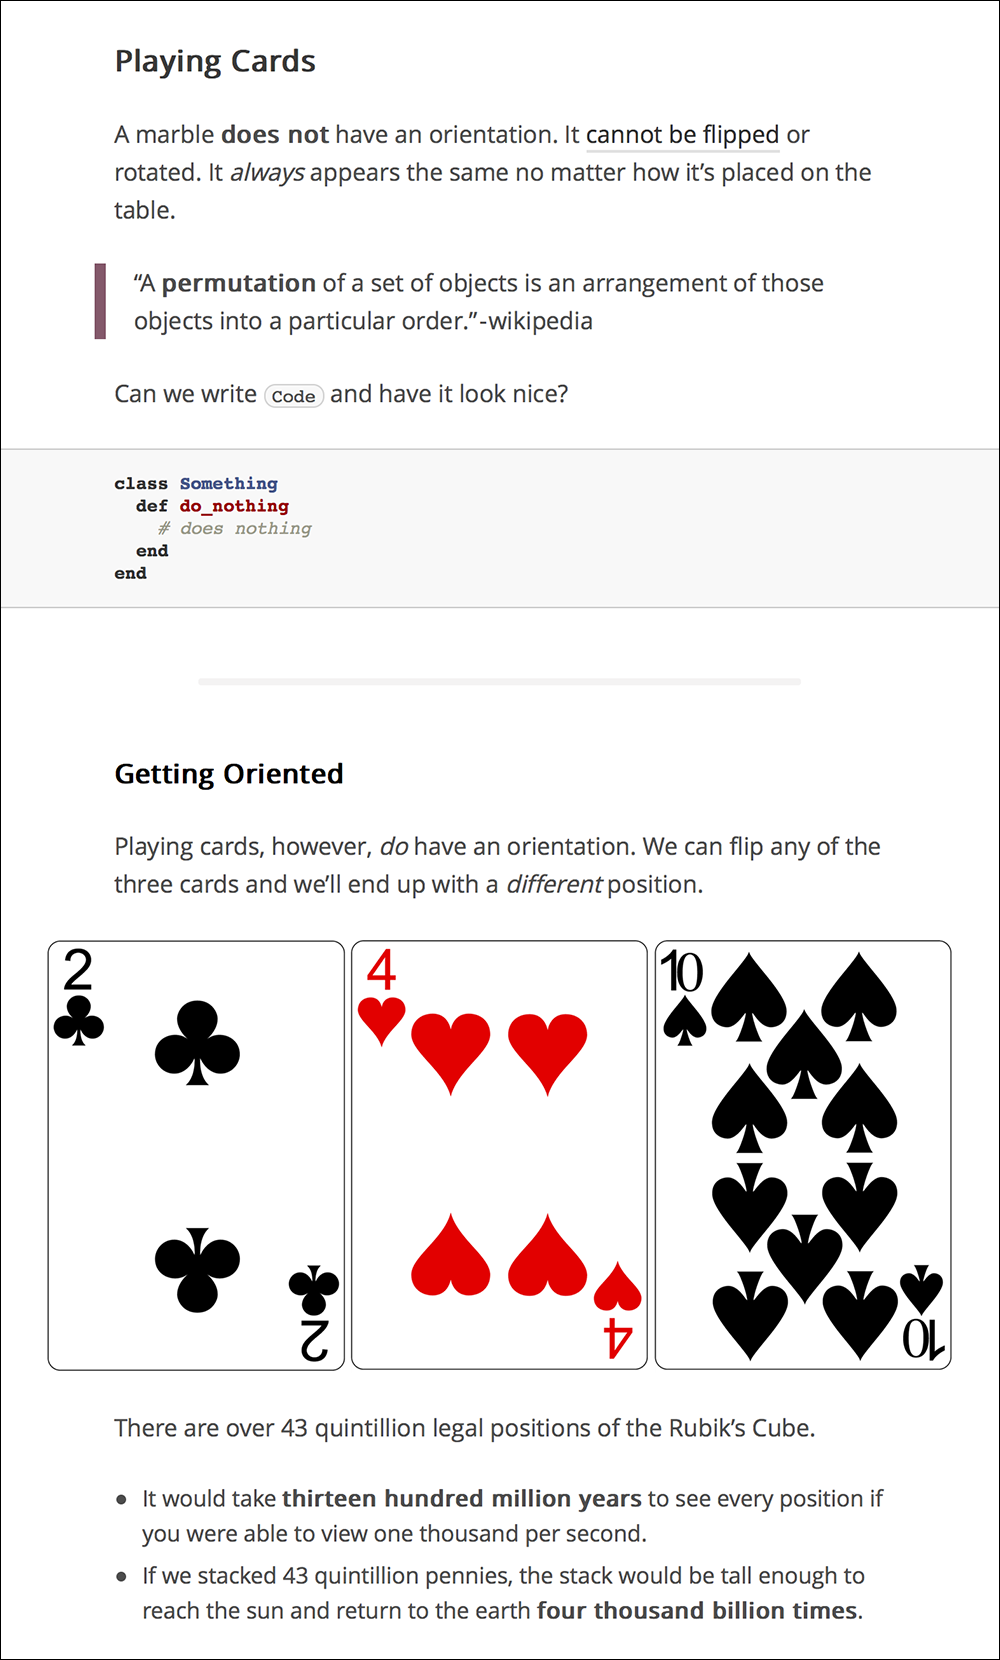 Playing Cards
A marble does not have an orientation. It cannot be flipped or
rotated. It always appears the same no matter how it’s placed on the
table.
“A permutation of a set of objects is an arrangement of those
objects into a particular order.” -wikipedia
Can we write Code and have it look nice?
class Something
  def do_nothing
    # does nothing
  end
end
Getting Oriented
Playing cards, however, do have an orientation. We can flip any of the
three cards and we’ll end up with a different position.
2 4 10
2 4 10
There are over 43 quintillion legal positions of the Rubik’s Cube.
• It would take thirteen hundred million years to see every position if
you were able to view one thousand per second.
• If we stacked 43 quintillion pennies, the stack would be tall enough to
reach the sun and return to the earth four thousand billion times.